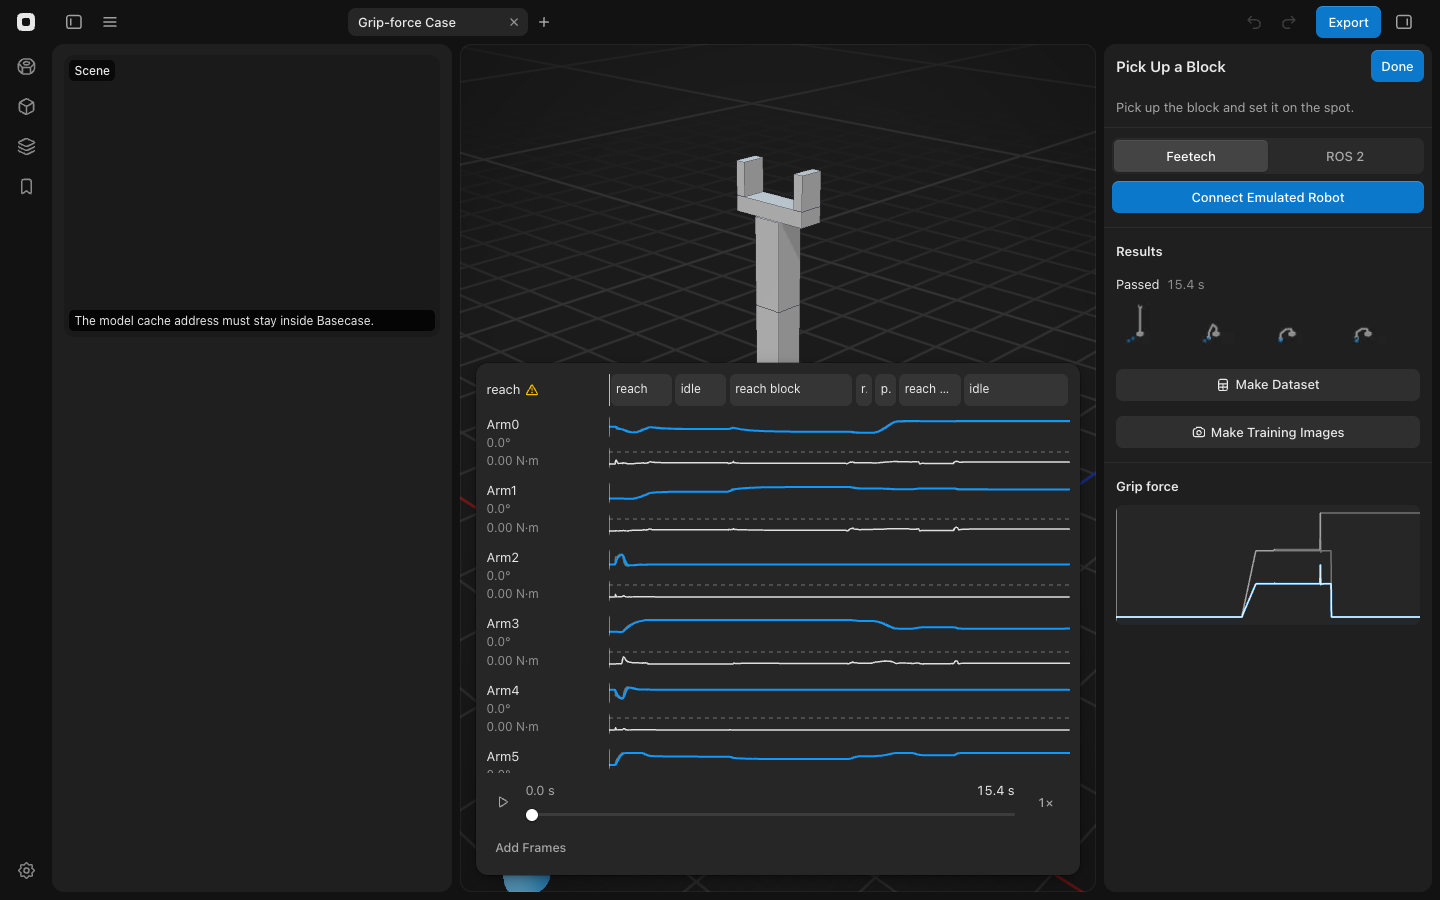 Grip-force Case
Export
Scene
The model cache address must stay inside Basecase.
reach
reach
idle
reach block
r.
p.
reach ...
idle
Arm0
0.0°
0.00 N·m
Arm1
0.0°
0.00 N·m
Arm2
0.0°
0.00 N·m
Arm3
0.0°
0.00 N·m
Arm4
0.0°
0.00 N·m
Arm5
0.0°
0.0 s
15.4 s
1×
Add Frames
Pick Up a Block
Done
Pick up the block and set it on the spot.
Feetech
ROS 2
Connect Emulated Robot
Results
Passed 15.4 s
Make Dataset
Make Training Images
Grip force